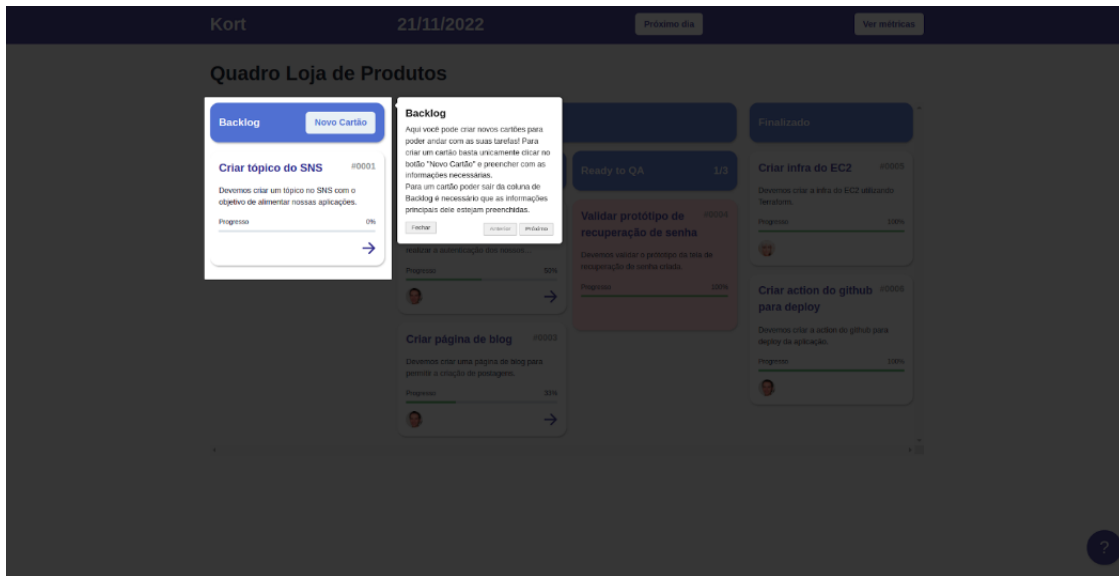 Kort
21/11/2022
Próximo dia
Ver métricas
Quadro Loja de Produtos
Backlog
Novo Cartão
Criar tópico do SNS
#0001
Devemos criar um tópico no SNS com o
objetivo de alimentar nossas aplicações.
Progresso
0%
Backlog
Aqui você pode criar novos cartões para
poder andar com as suas tarefas! Para
criar um cartão basta unicamente clicar no
botão "Novo Cartão" e preencher com as
informações necessárias.
Para um cartão poder sair da coluna de
Backlog é necessário que as informações
principais dele estejam preenchidas.
Fechar
Anterior
Próximo
realizar a autenticação dos nossos...
Progresso
50%
Criar página de blog
Devemos criar uma página de blog para
permitir a criação de postagens.
Progresso
33%
Ready to QA
1/3
Validar protótipo de
recuperação de senha
#0004
Devemos validar o protótipo da tela de
recuperação de senha criada.
Progresso
100%
Finalizado
Criar infra do EC2
Devemos criar a infra do EC2 utilizando
Terraform.
Progresso
100%
Criar action do github
para deploy
Devemos criar a action do github para
deploy da aplicação.
Progresso
100%
?